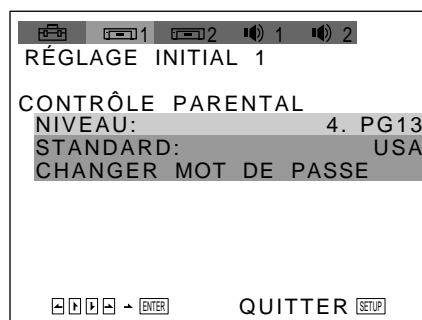 1 2 1 2
RÉGLAGE INITIAL 1
CONTRÔLE PARENTAL
NIVEAU: 4. PG13
STANDARD: USA
CHANGER MOT DE PASSE
ENTER QUITTER SETUP